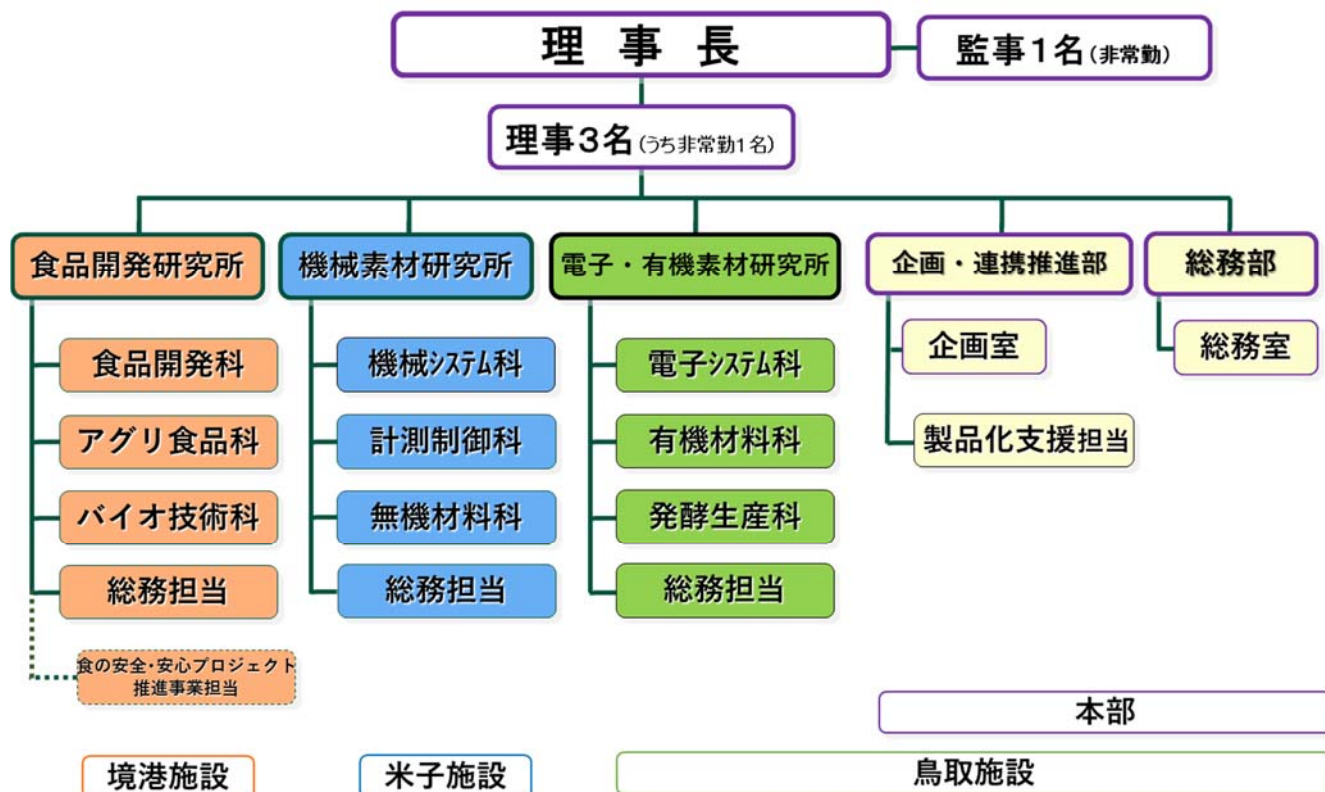 理事長
監事1名(非常勤)
理事3名(うち非常勤1名)
食品開発研究所
機械素材研究所
電子・有機素材研究所
企画・連携推進部
総務部
食品開発科
機械ｼｽﾃﾑ科
電子ｼｽﾃﾑ科
企画室
総務室
アグリ食品科
計測制御科
有機材料科
製品化支援担当
バイオ技術科
無機材料科
発酵生産科
総務担当
総務担当
総務担当
食の安全・安心プロジェクト
推進事業担当
本部
境港施設
米子施設
鳥取施設